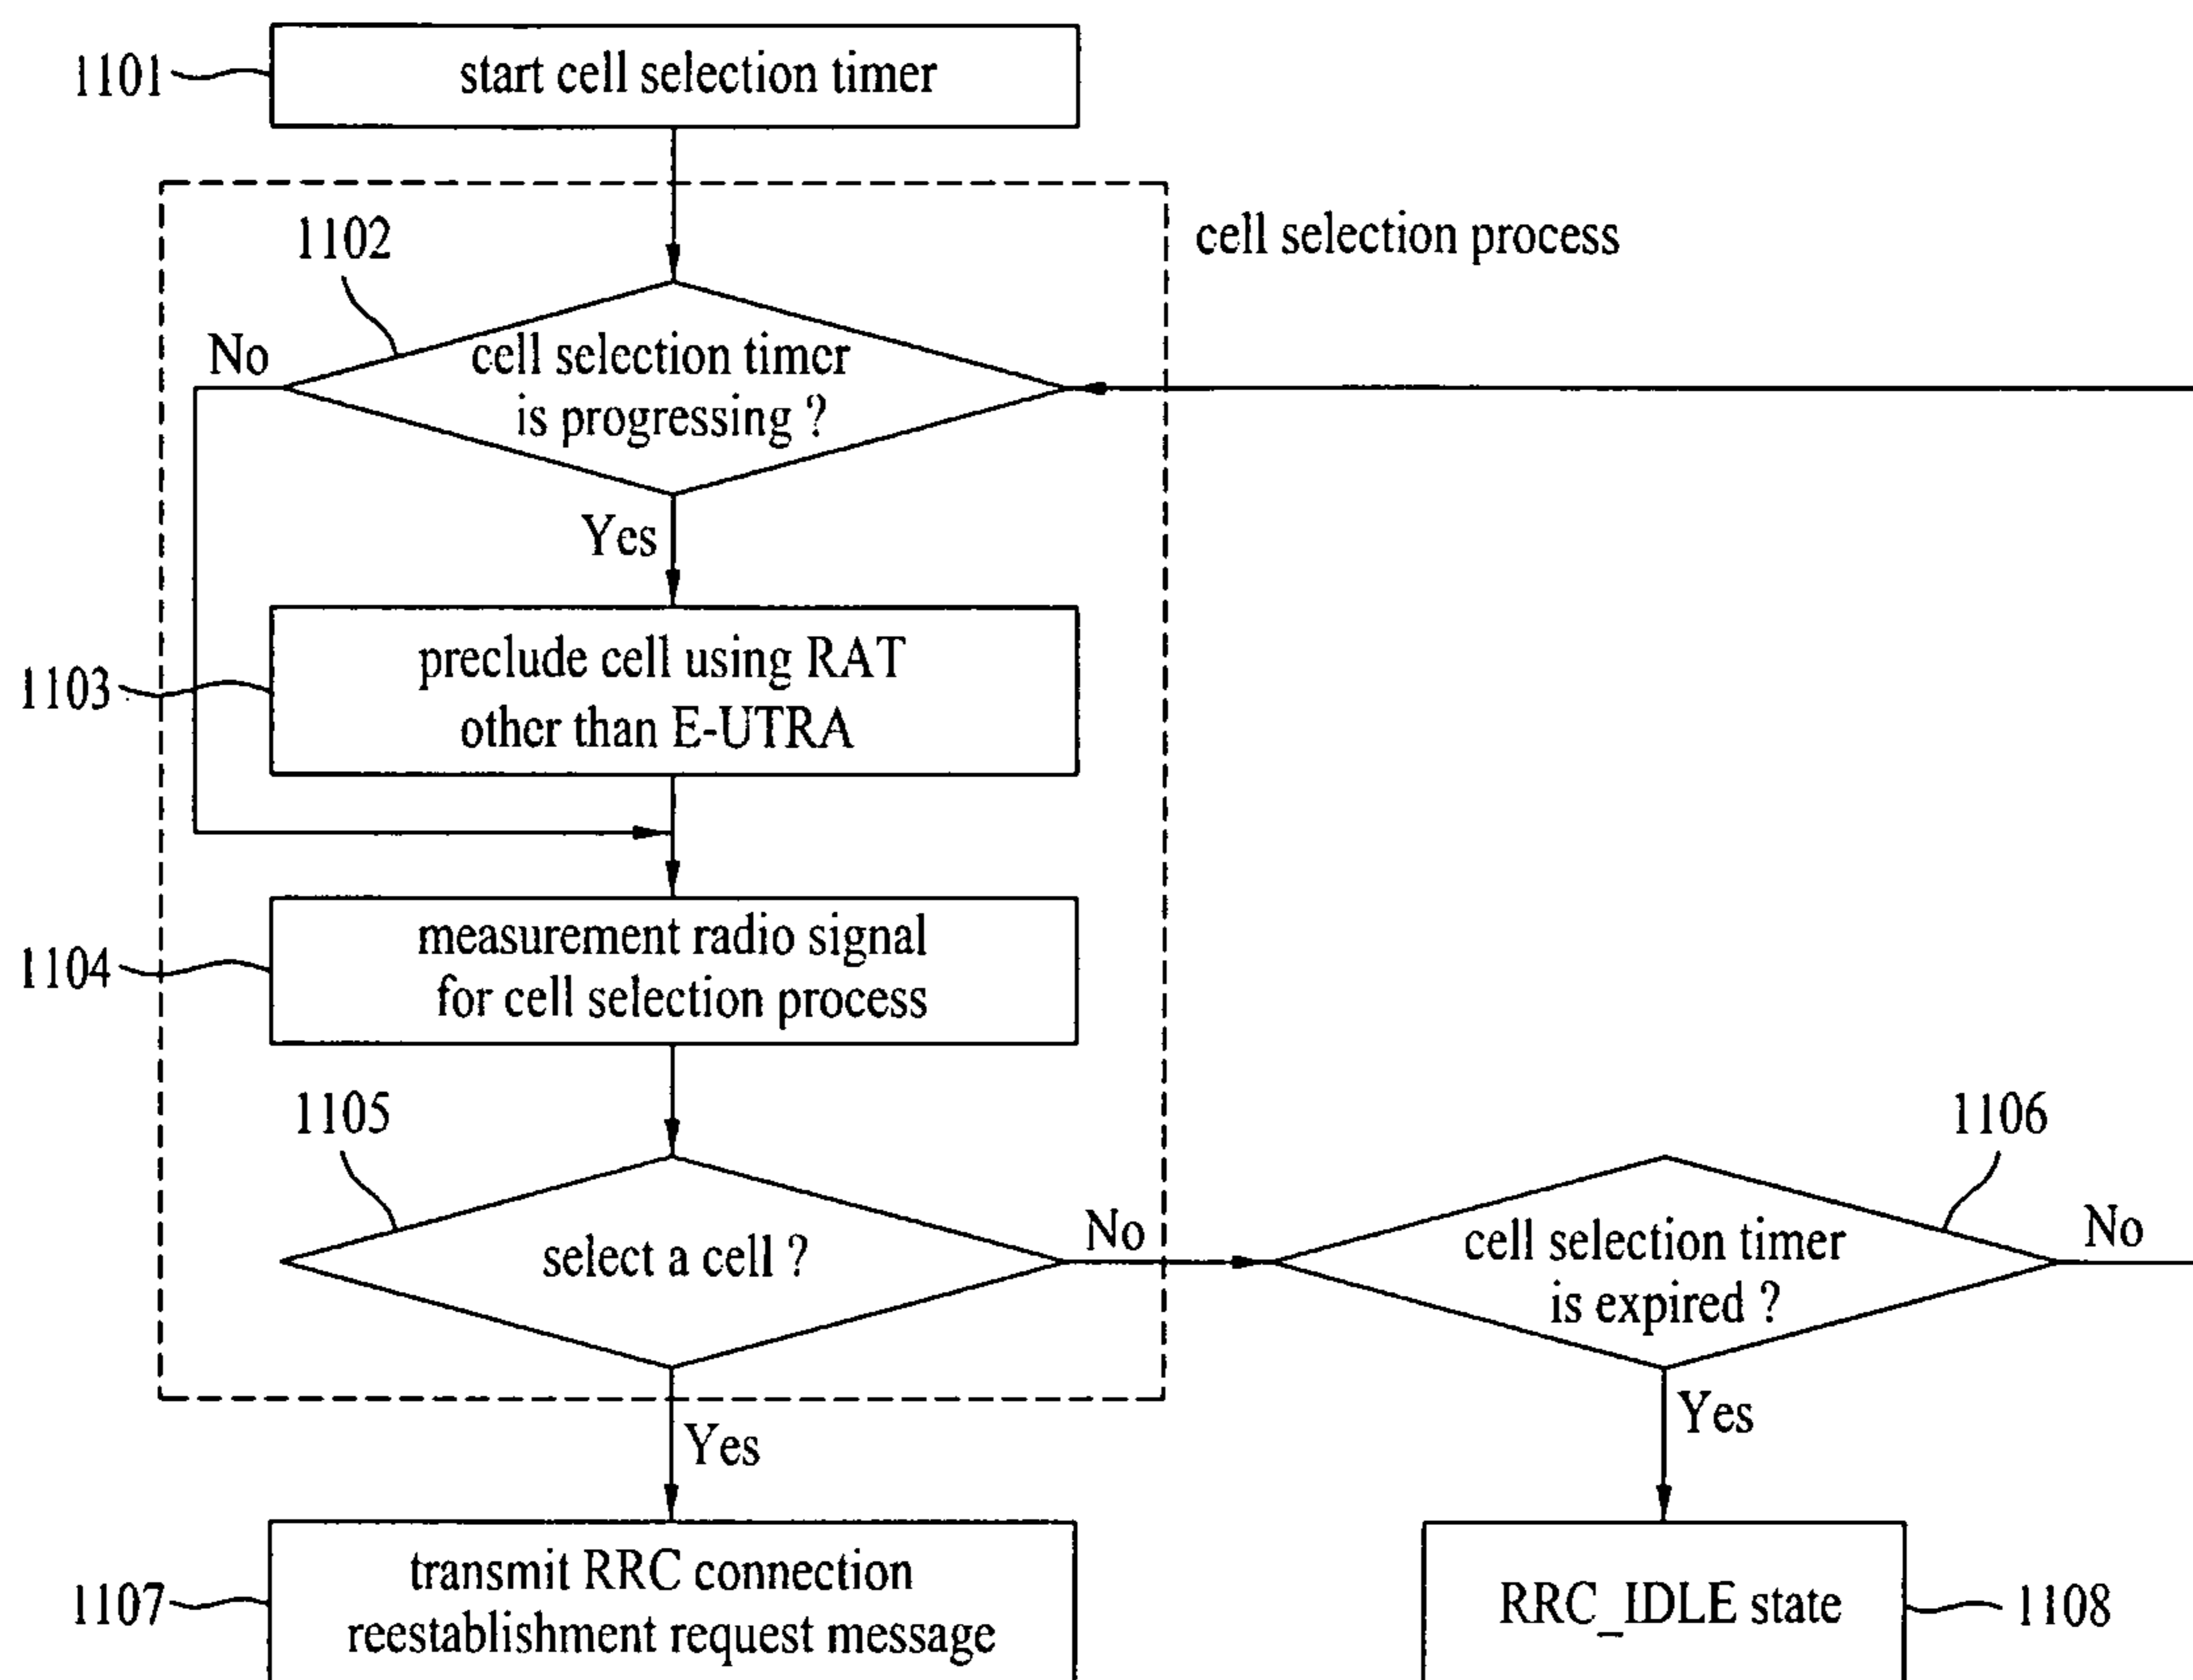 1101
start cell selection timer
cell selection process
1102
No
cell selection timer
is progressing ?
Yes
1103
preclude cell using RAT
other than E-UTRA
1104
measurement radio signal
for cell selection process
1105
select a cell ?
No
1106
cell selection timer
is expired ?
No
Yes
Yes
1107
transmit RRC connection
reestablishment request message
RRC_IDLE state
1108